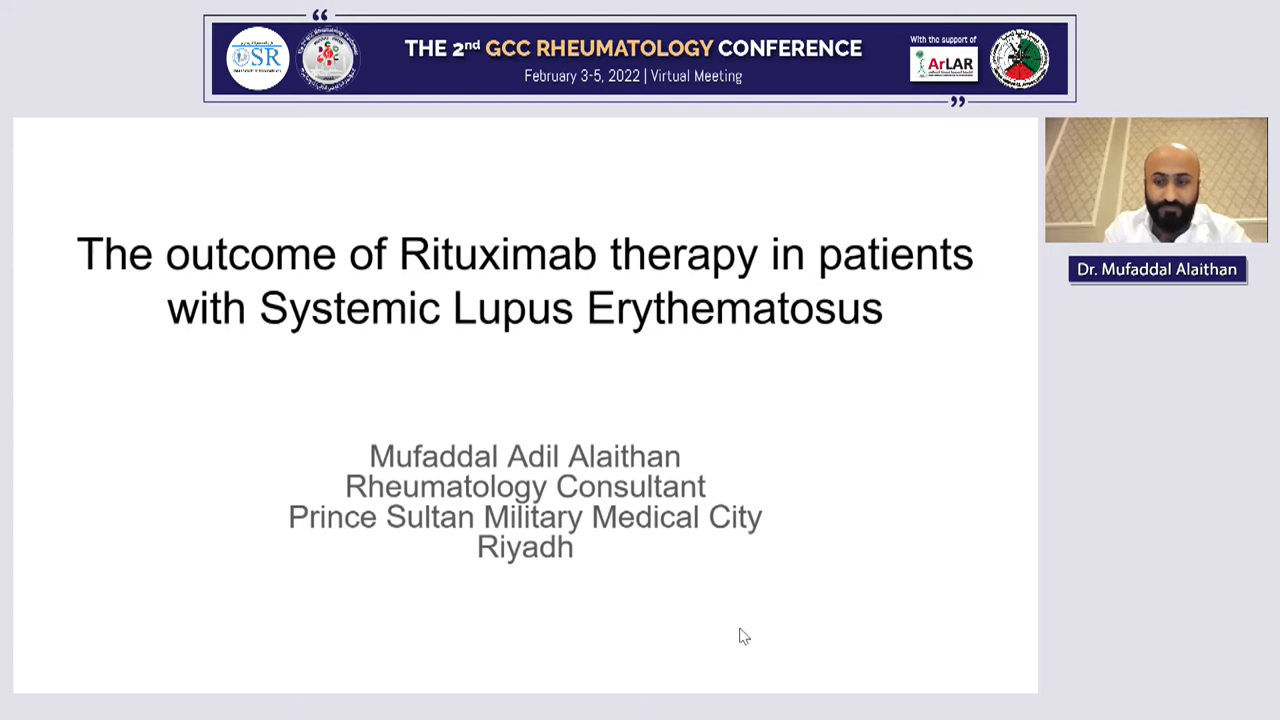 THE 2nd GCC RHEUMATOLOGY CONFERENCE
February 3-5, 2022 | Virtual Meeting
With the support of
OSR
ArLAR
The outcome of Rituximab therapy in patients
with Systemic Lupus Erythematosus
Dr. Mufaddal Alaithan
Mufaddal Adil Alaithan
Rheumatology Consultant
Prince Sultan Military Medical City
Riyadh